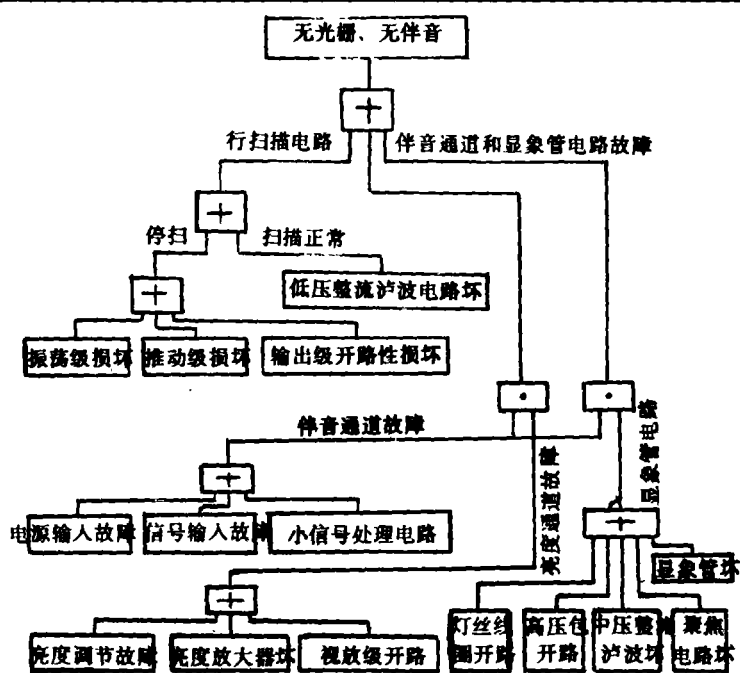 无光栅、无伴音
+
行扫描电路
伴音通道和显象管电路故障
+
停扫
扫描正常
+
低压整流泸波电路坏
振荡级损坏
推动级损坏
输出级开路性损坏
·
·
伴音通道故障
显象管电路
+
亮度通道故障
电源输入故障
信号输入故障
小信号处理电路
+
显象管坏
+
亮度调节故障
亮度放大器坏
视放级开路
灯丝线
圈开路
高压包
开路
中压整
泸波坏
聚焦
电路坏